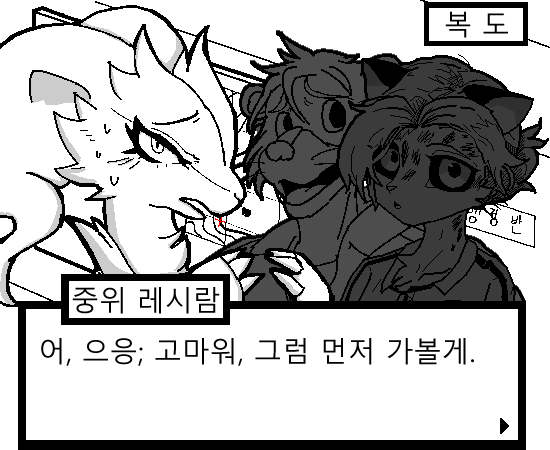 복 도
중위 레시람
어, 으응; 고마워, 그럼 먼저 가볼게.